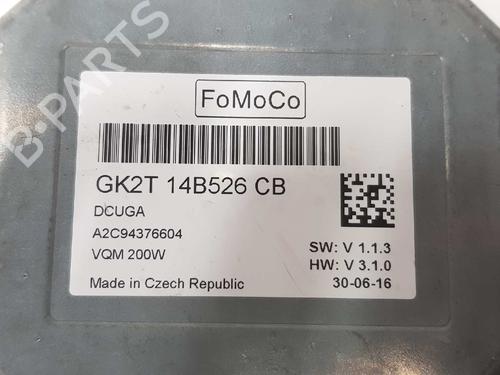 FoMoCo
GK2T 14B526 CB
DCUGA
A2C94376604
VQM 200W
SW: V 1.1.3
HW: V 3.1.0
Made in Czech Republic
30-06-16
B-PARTS